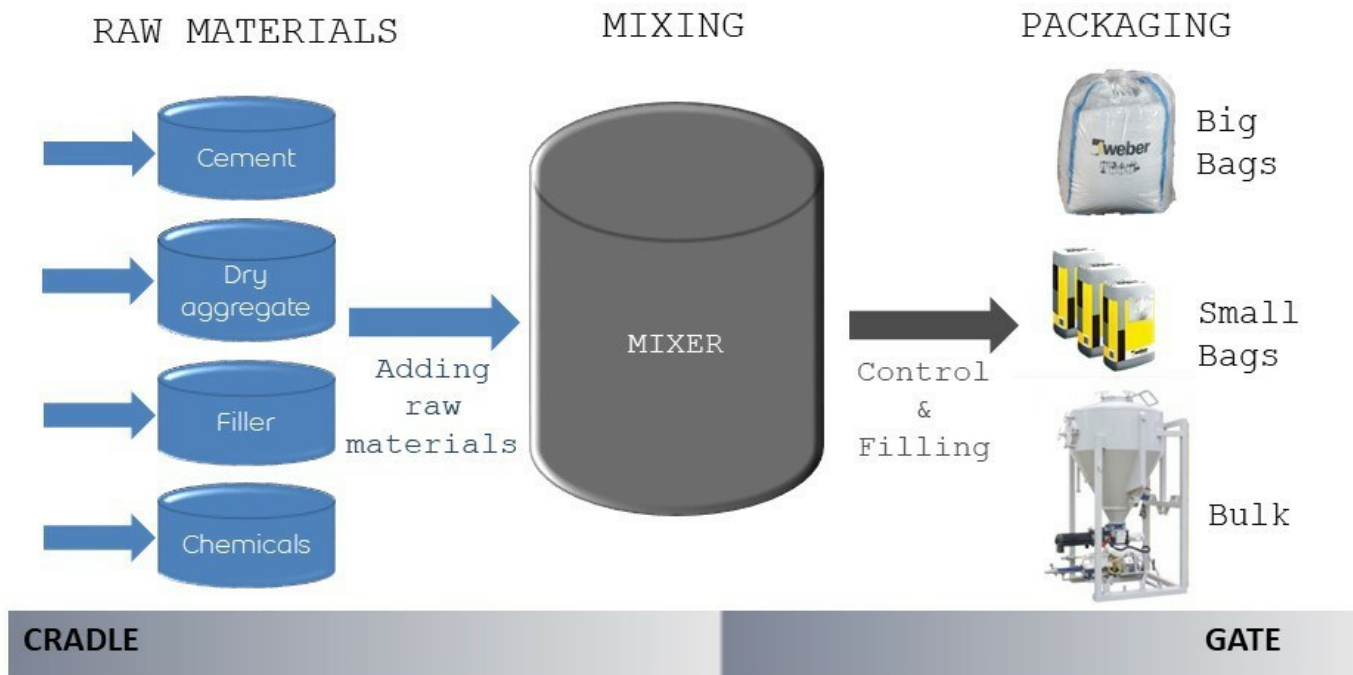 RAW MATERIALS
MIXING
PACKAGING
Cement
Dry
aggregate
Filler
Chemicals
Adding
raw
materials
MIXER
Control
&
Filling
weber
Big
Bags
Small
Bags
Bulk
CRADLE
GATE